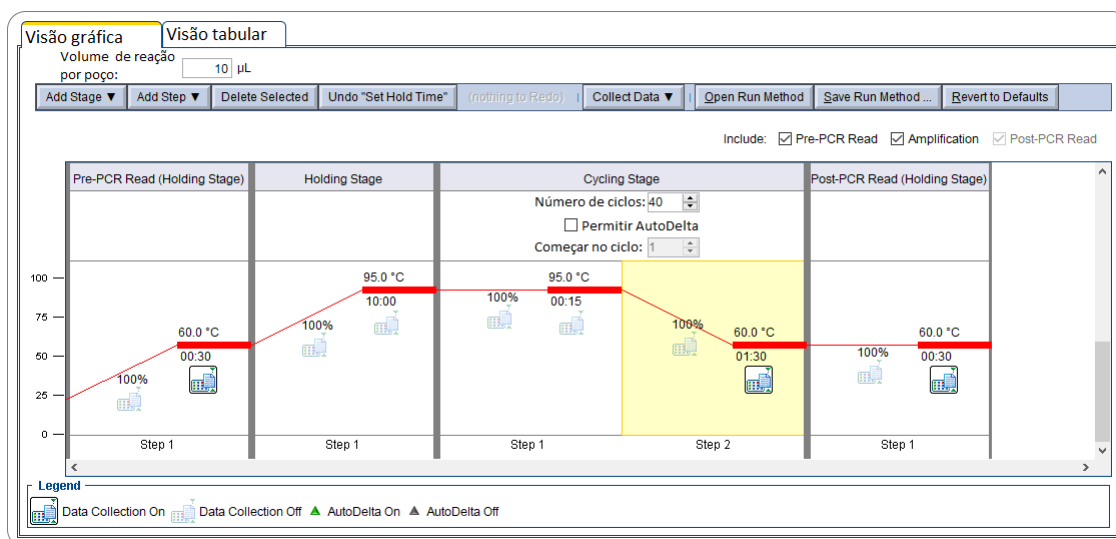 Visão gráfica
Visão tabular
Volume de reação
por poço:
10 µL
Add Stage ▼ Add Step ▼ Delete Selected Undo "Set Hold Time" (nothing to Redo) Collect Data ▼ Open Run Method Save Run Method ... Revert to Defaults
Include: Pre-PCR Read Amplification Post-PCR Read
Pre-PCR Read (Holding Stage) Holding Stage Cycling Stage Post-PCR Read (Holding Stage)
Número de ciclos: 40
Permitir AutoDelta
Começar no ciclo: 1
100
75
50
25
0
100%
60.0 °C
00:30
100%
95.0 °C
10:00
100%
95.0 °C
00:15
100%
60.0 °C
01:30
100%
60.0 °C
00:30
Step 1 Step 1 Step 1 Step 2 Step 1
Legend
Data Collection On Data Collection Off AutoDelta On AutoDelta Off